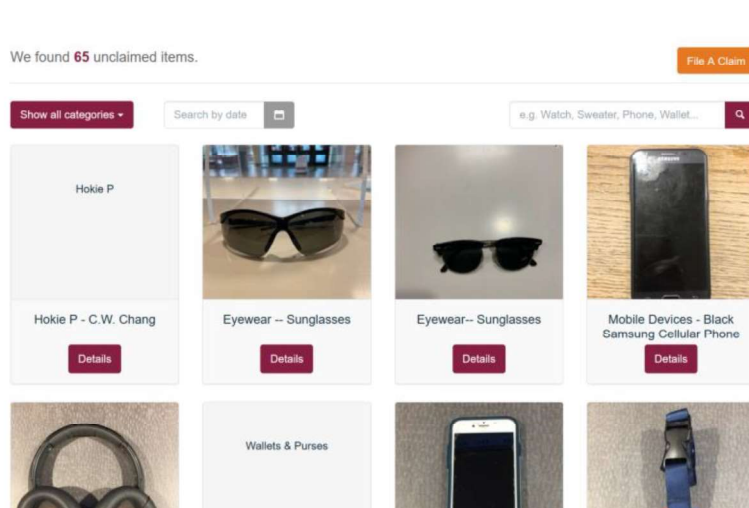 We found 65 unclaimed items.
File A Claim
Show all categories
Search by date
e.g. Watch, Sweater, Phone, Wallet...
Hokie P
SAMSUNG
Hokie P - C.W. Chang
Eyewear -- Sunglasses
Eyewear-- Sunglasses
Mobile Devices - Black
Samsung Cellular Phone
Details
Details
Details
Details
Wallets & Purses